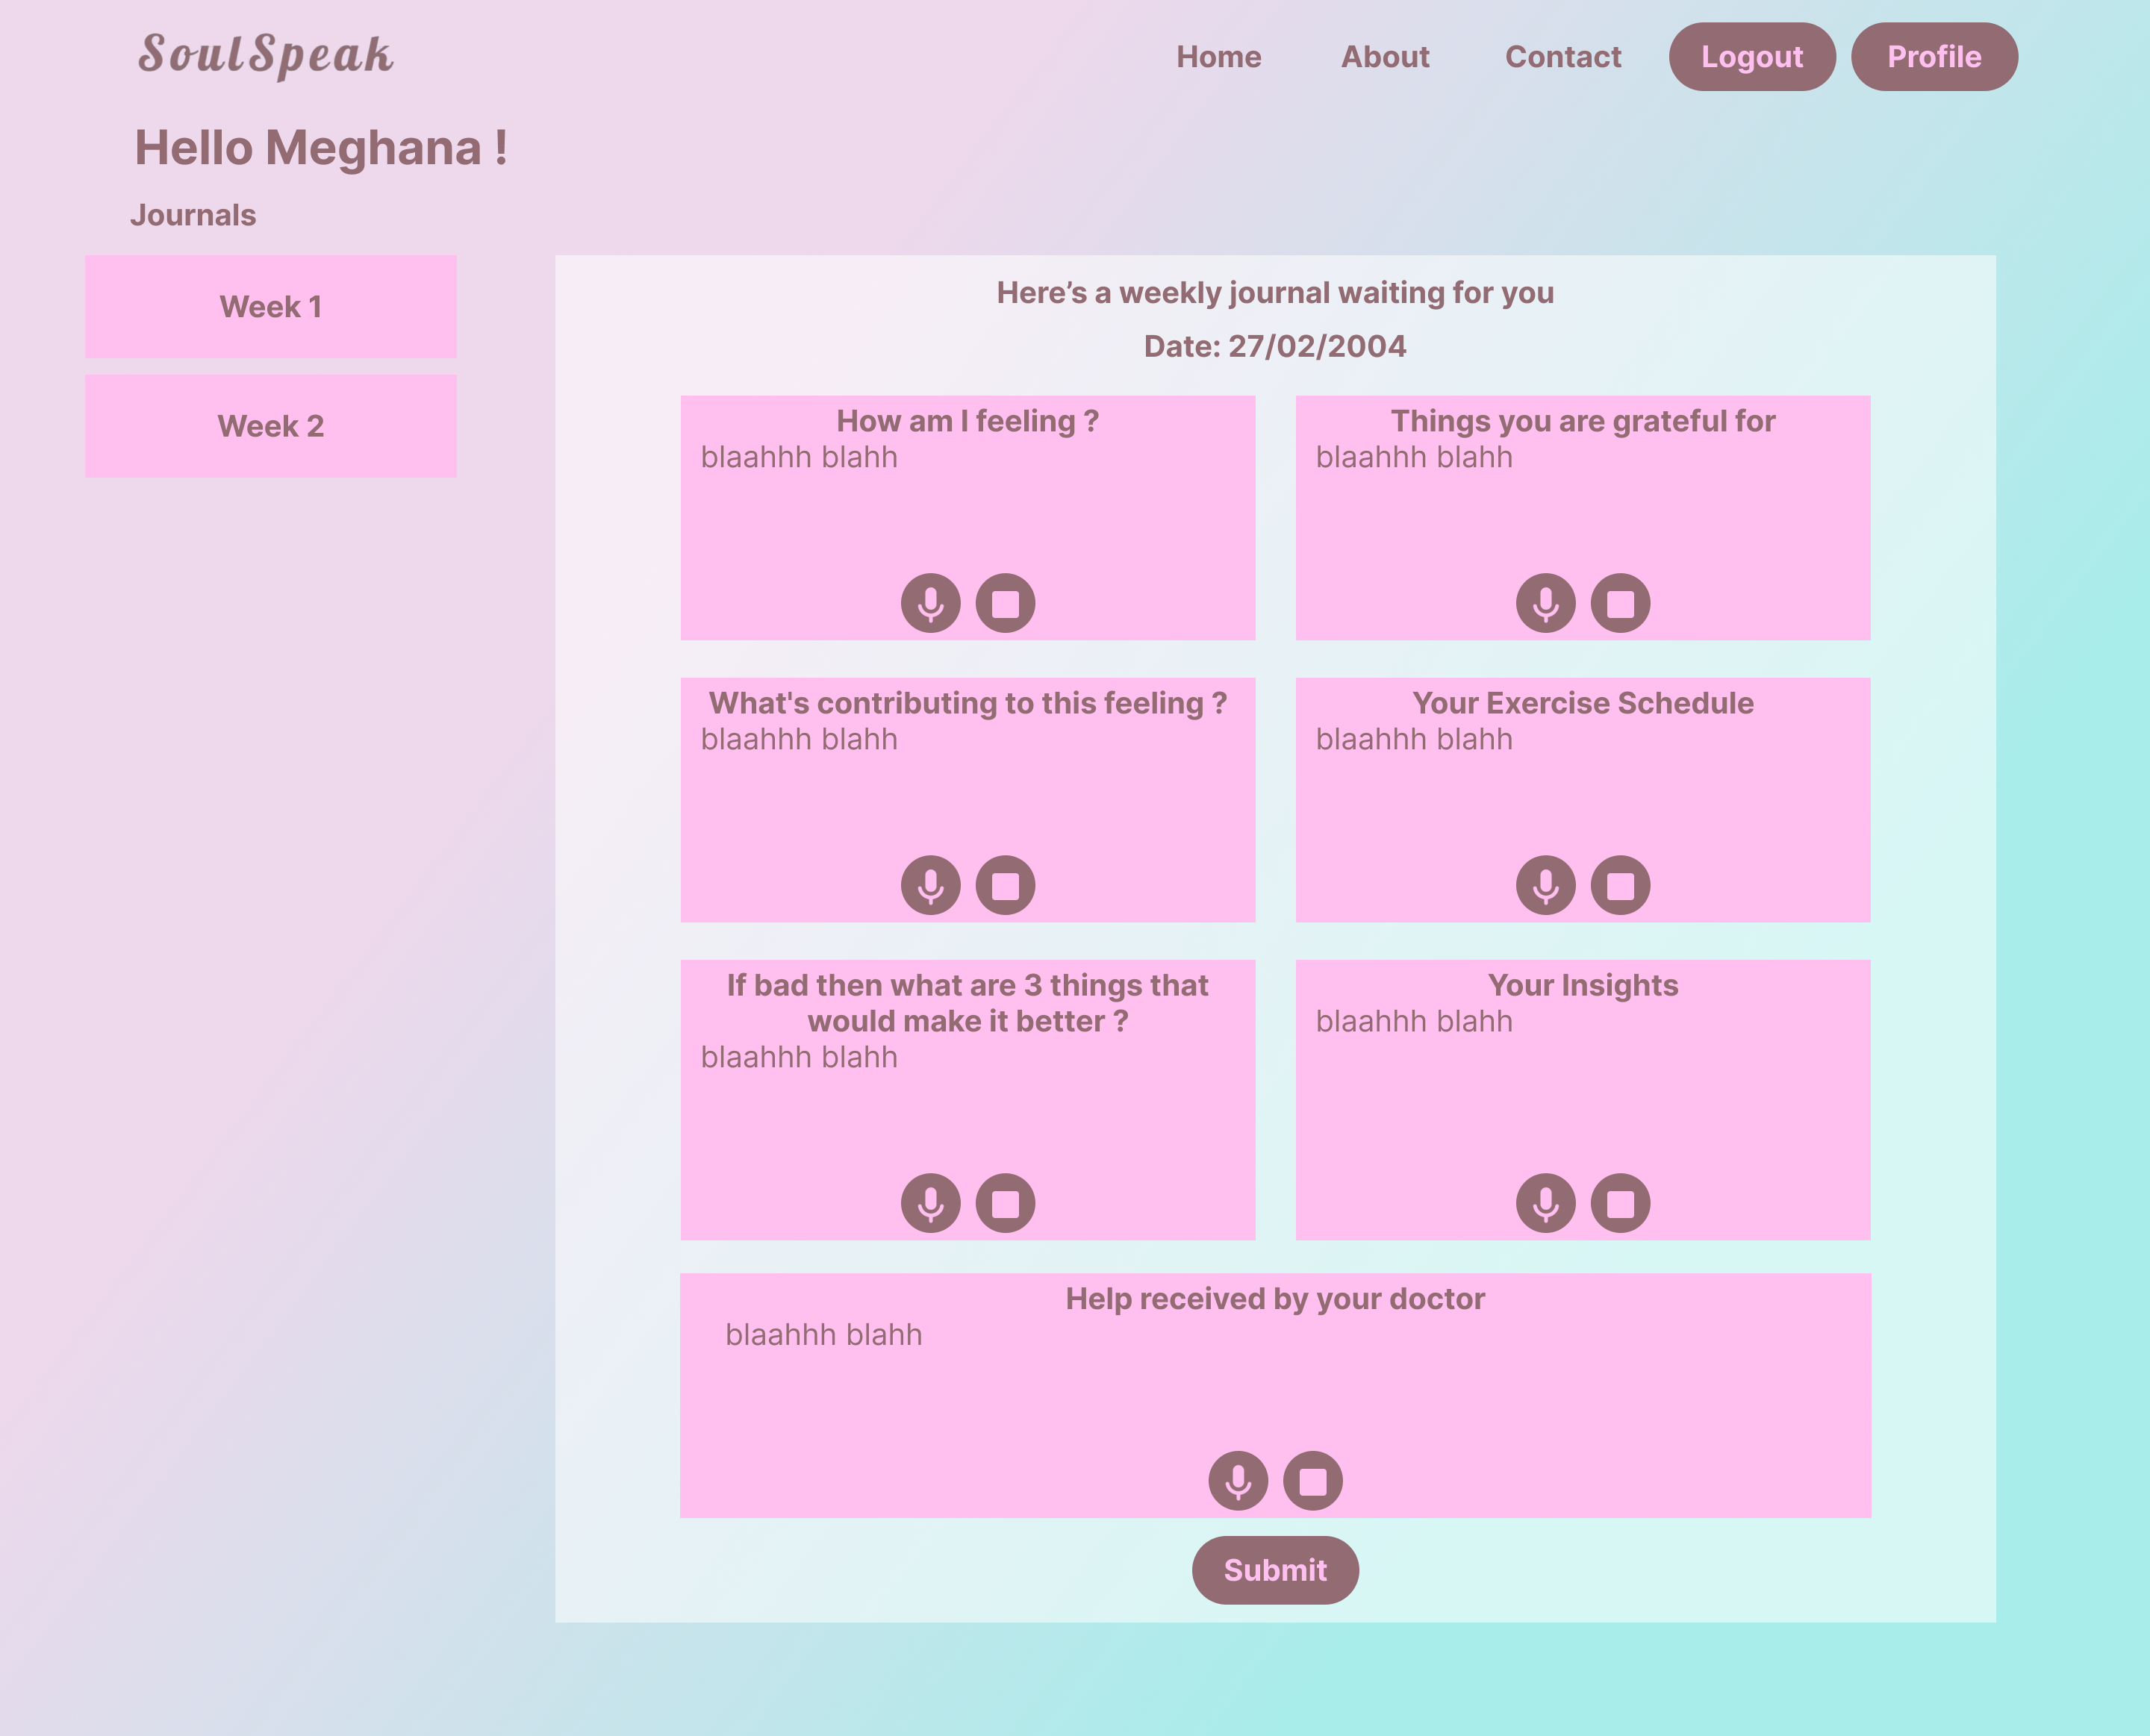 SoulSpeak
Home About Contact Logout Profile
Hello Meghana !
Journals
Week 1
Week 2
Here’s a weekly journal waiting for you
Date: 27/02/2004
How am I feeling ?
blaahhh blahh
Things you are grateful for
blaahhh blahh
What's contributing to this feeling ?
blaahhh blahh
Your Exercise Schedule
blaahhh blahh
If bad then what are 3 things that
would make it better ?
blaahhh blahh
Your Insights
blaahhh blahh
Help received by your doctor
blaahhh blahh
Submit